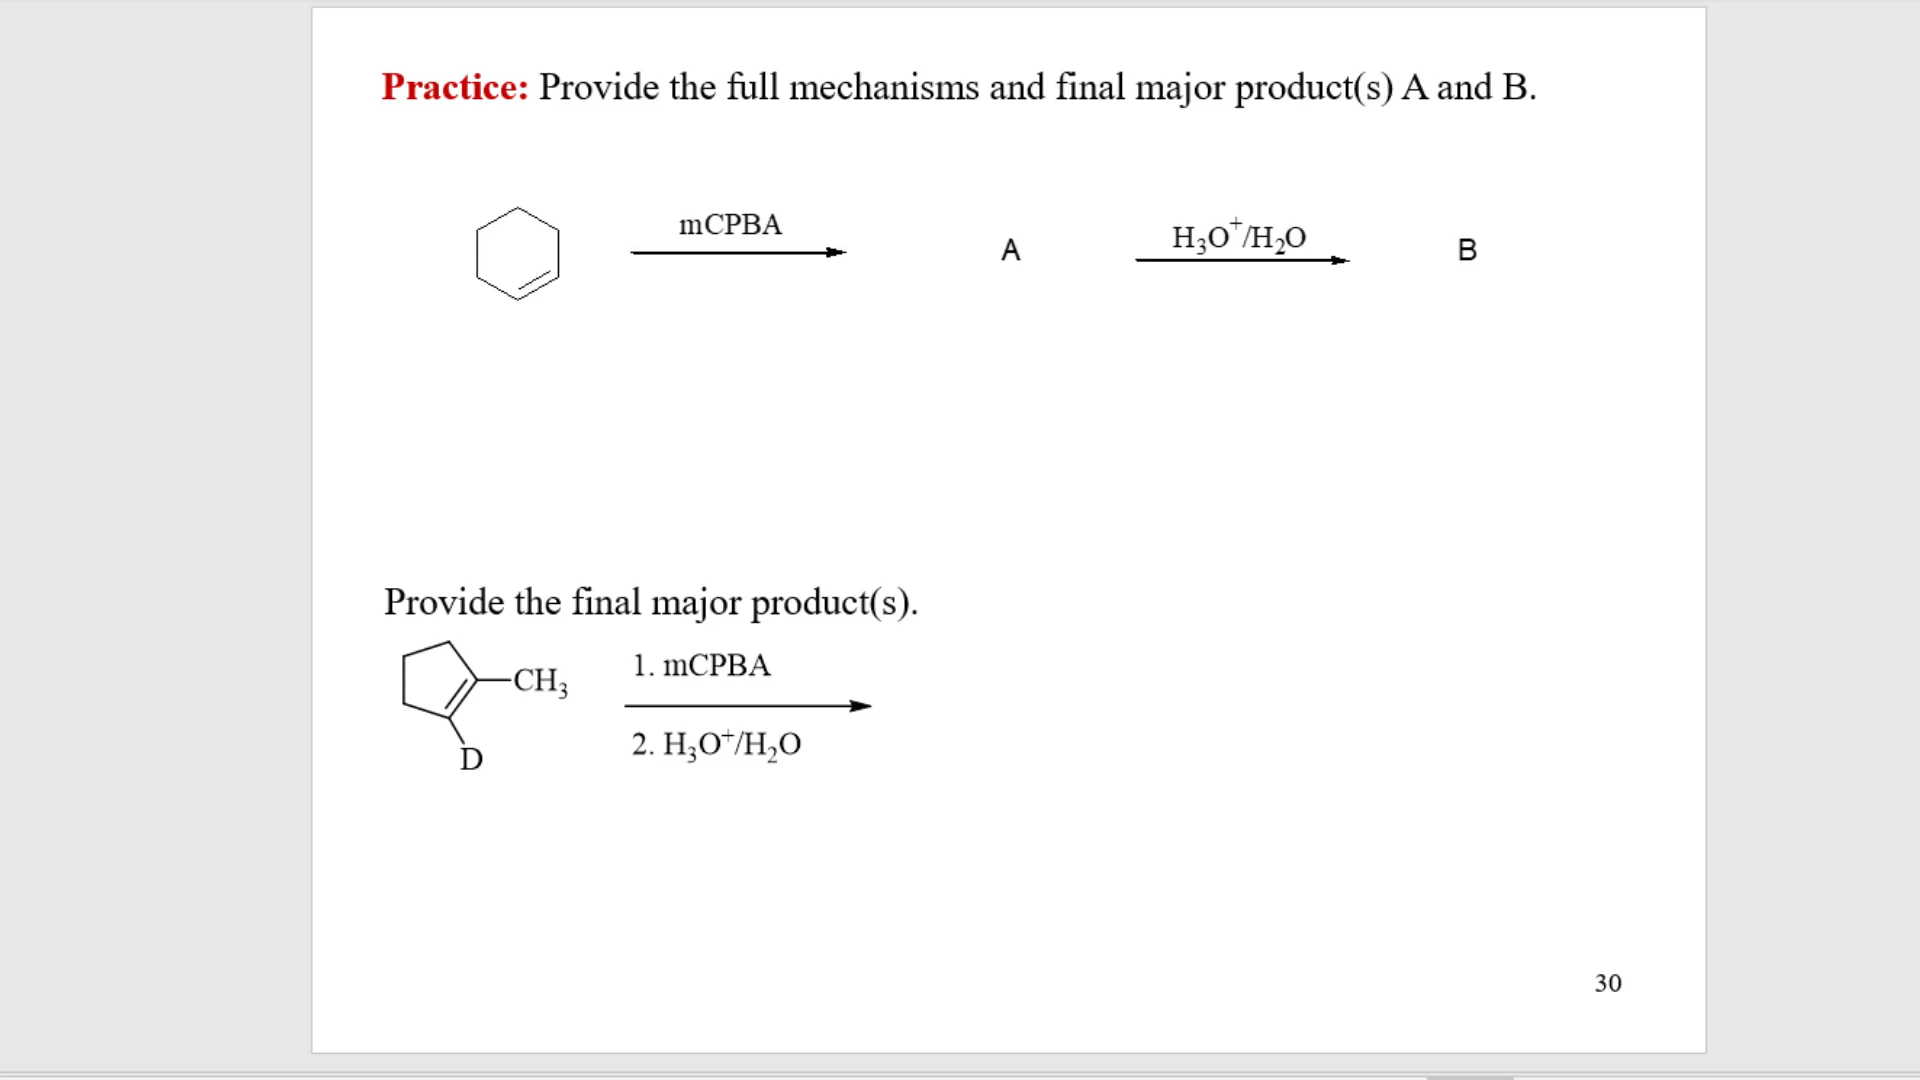 Practice: Provide the full mechanisms and final major product(s) A and B.
mCPBA
A
H₃O⁺/H₂O
B
Provide the final major product(s).
CH₃
D
1. mCPBA
2. H₃O⁺/H₂O
30